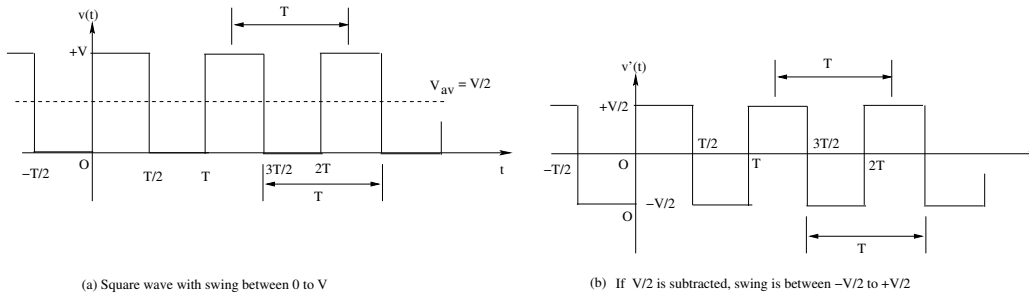 v(t)
T
+V
V av = V/2
O
−T/2
T/2
T
3T/2
2T
t
T
(a) Square wave with swing between 0 to V
v'(t)
T
+V/2
T/2
3T/2
O
−T/2
T
2T
−V/2
O
T
(b) If V/2 is subtracted, swing is between −V/2 to +V/2